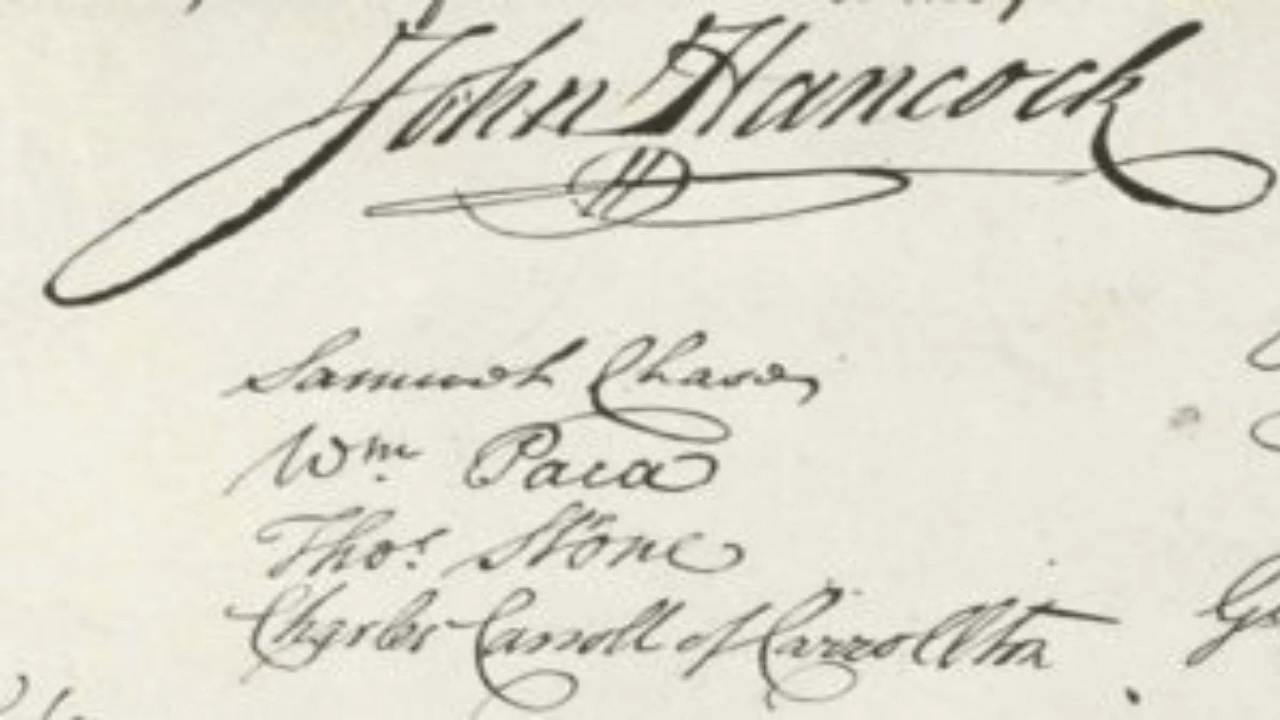 John Hancock
Samuel Chase
Wm. Paca
Thos. Stone
Charles Carroll of Carrollton